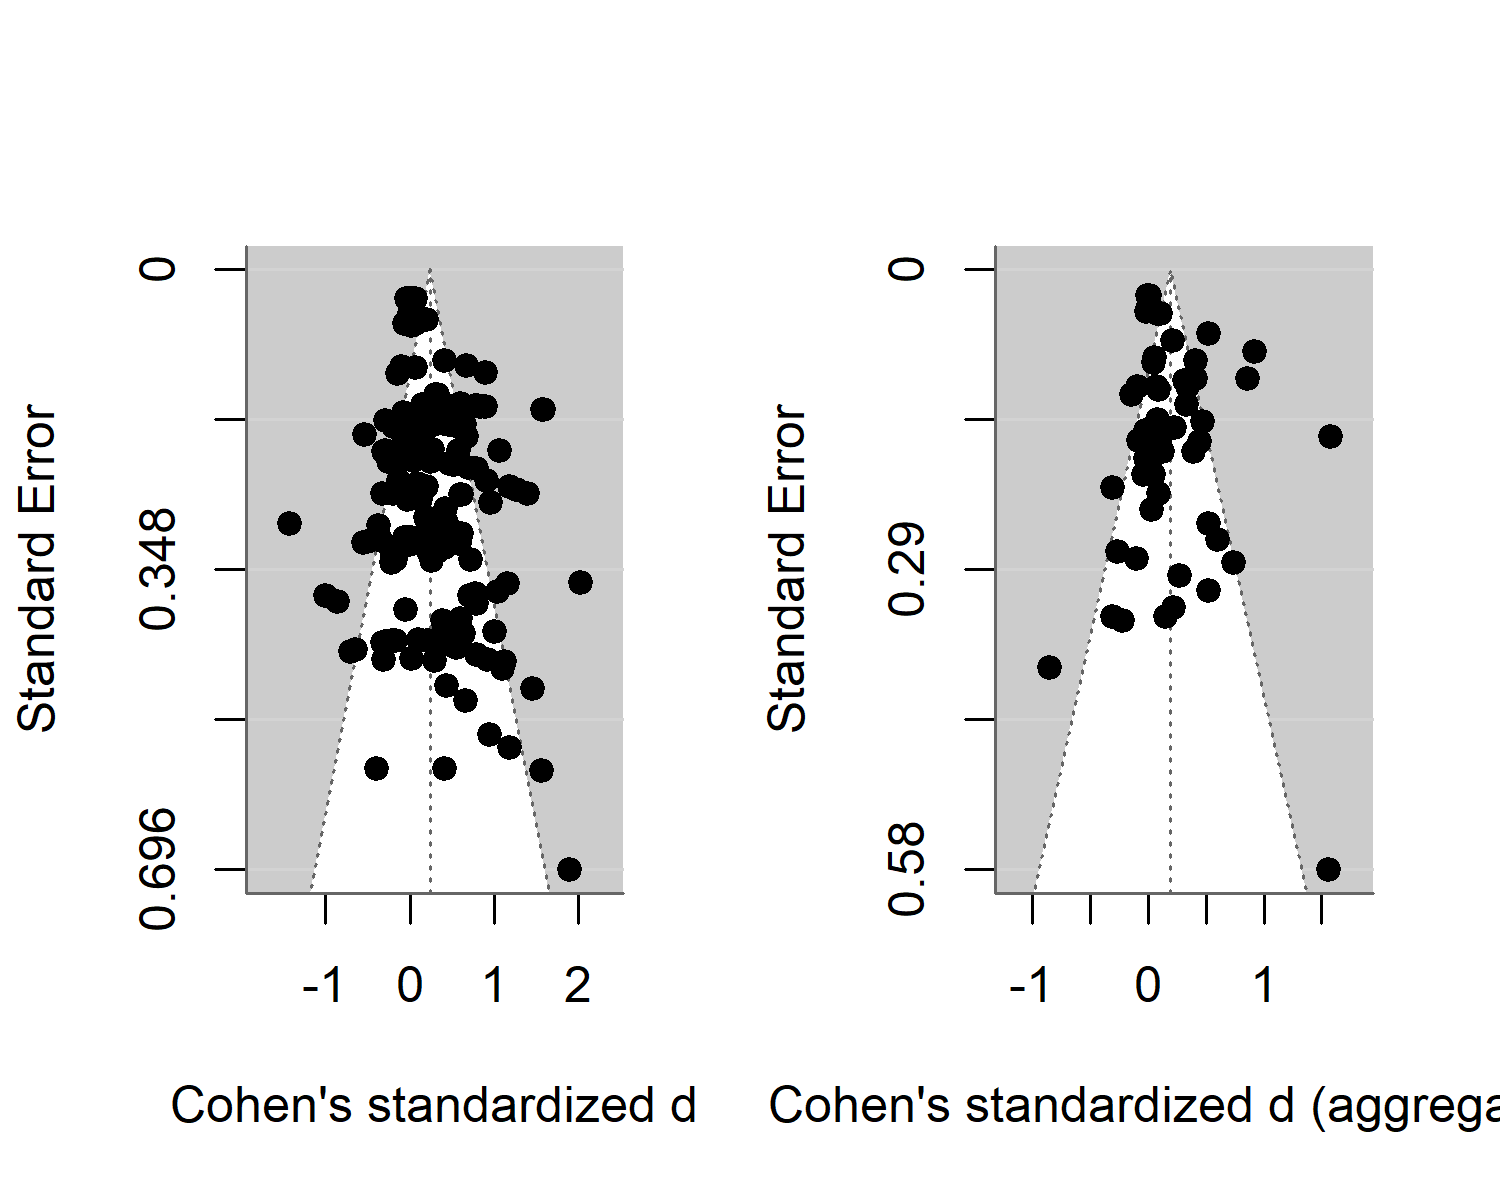 Standard Error
0
0.348
0.696
-1 0 1 2
Cohen's standardized d
Standard Error
0
0.29
0.58
-1 0 1
Cohen's standardized d (aggrega